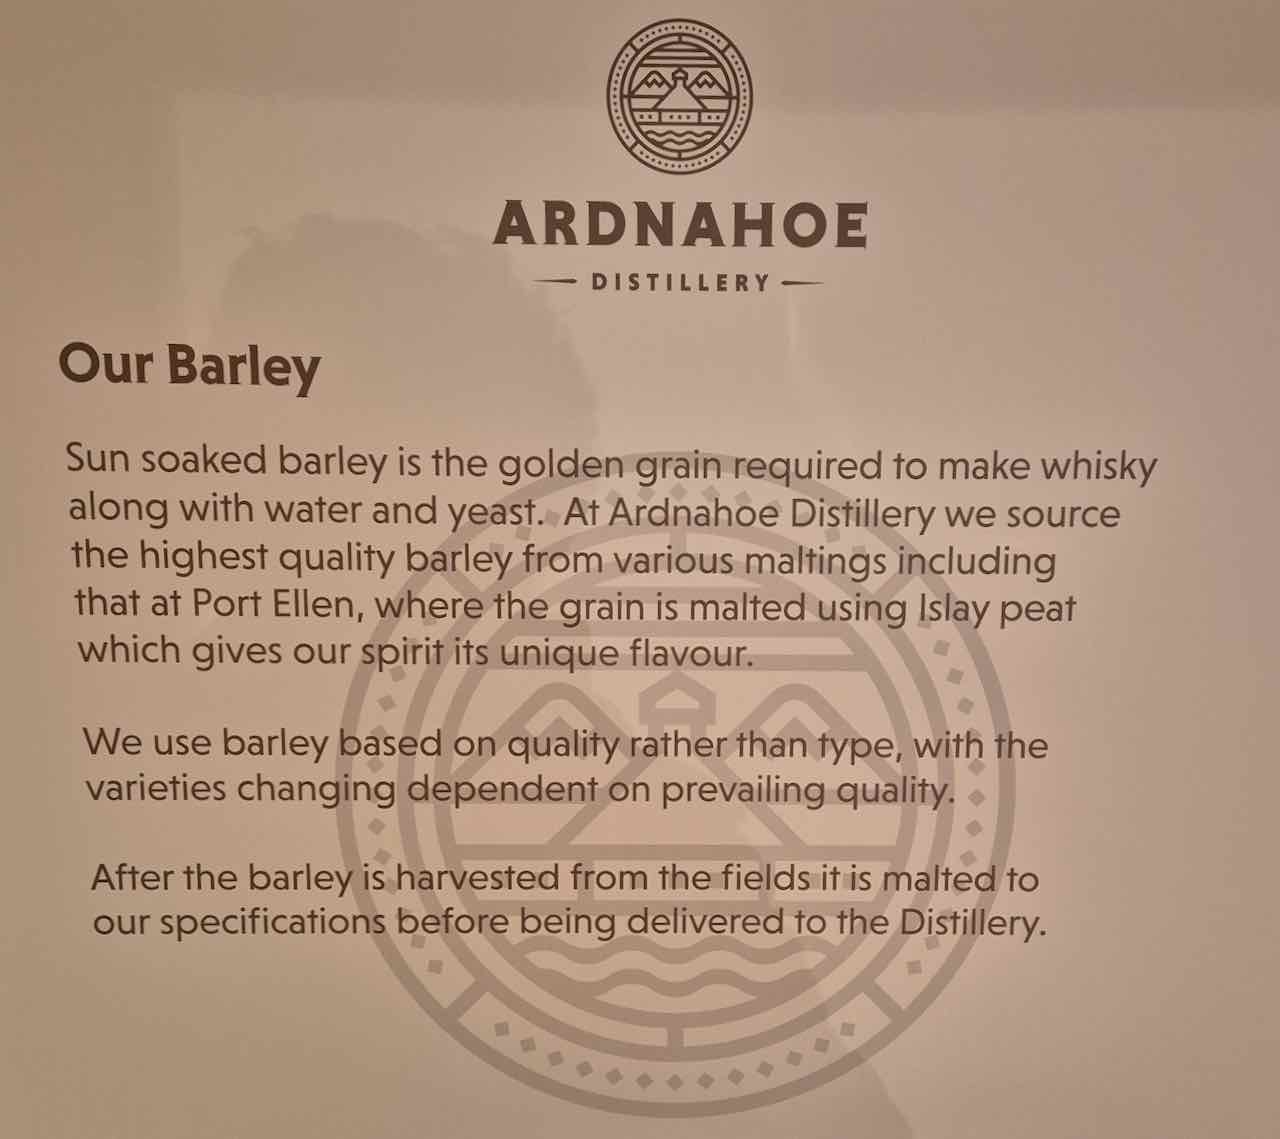 ARDNAHOE
DISTILLERY
Our Barley
Sun soaked barley is the golden grain required to make whisky
along with water and yeast. At Ardnahoe Distillery we source
the highest quality barley from various maltings including
that at Port Ellen, where the grain is malted using Islay peat
which gives our spirit its unique flavour.
We use barley based on quality rather than type, with the
varieties changing dependent on prevailing quality.
After the barley is harvested from the fields it is malted to
our specifications before being delivered to the Distillery.